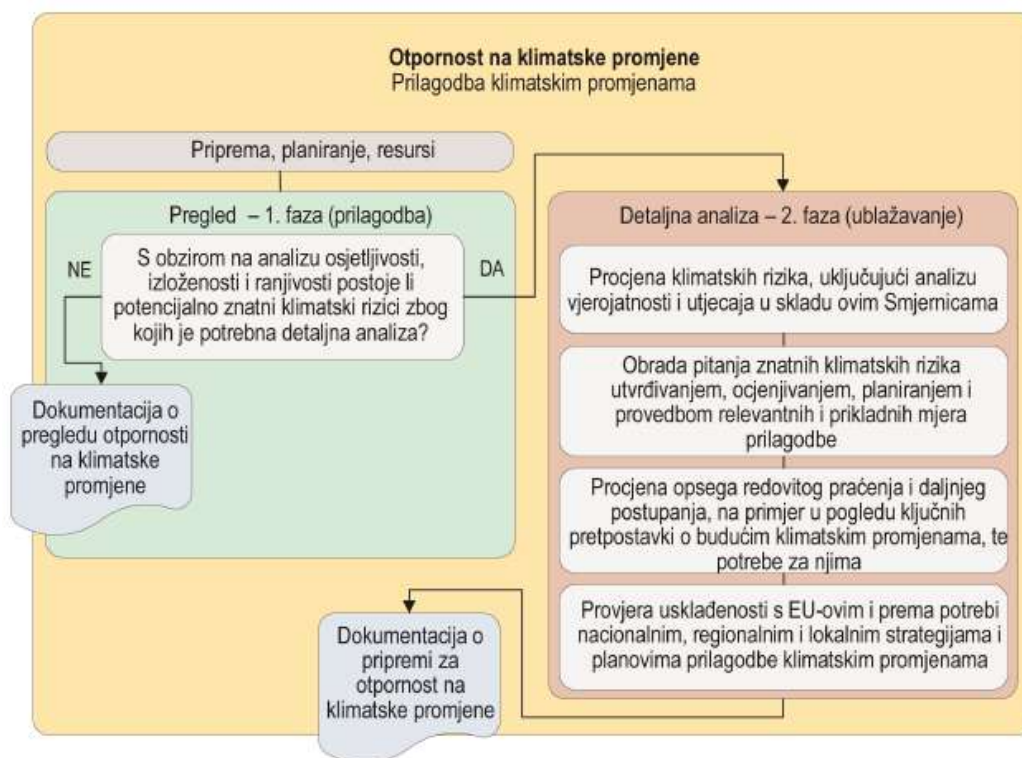 Otpornost na klimatske promjene
Prilagodba klimatskim promjenama
Priprema, planiranje, resursi
Pregled – 1. faza (prilagodba)
NE
S obzirom na analizu osjetljivosti,
izloženosti i ranjivosti postoje li
potencijalno znatni klimatski rizici zbog
kojih je potrebna detaljna analiza?
DA
Dokumentacija o
pregledu otpornosti
na klimatske
promjene
Detaljna analiza – 2. faza (ublažavanje)
Procjena klimatskih rizika, uključujući analizu
vjerojatnosti i utjecaja u skladu ovim Smjernicama
Obrada pitanja znatnih klimatskih rizika
utvrđivanjem, ocjenjivanjem, planiranjem i
provedbom relevantnih i prikladnih mjera
prilagodbe
Procjena opsega redovitog praćenja i daljnjeg
postupanja, na primjer u pogledu ključnih
pretpostavki o budućim klimatskim promjenama, te
potrebe za njima
Provjera usklađenosti s EU-ovim i prema potrebi
nacionalnim, regionalnim i lokalnim strategijama i
planovima prilagodbe klimatskim promjenama
Dokumentacija o
pripremi za
otpornost na
klimatske promjene